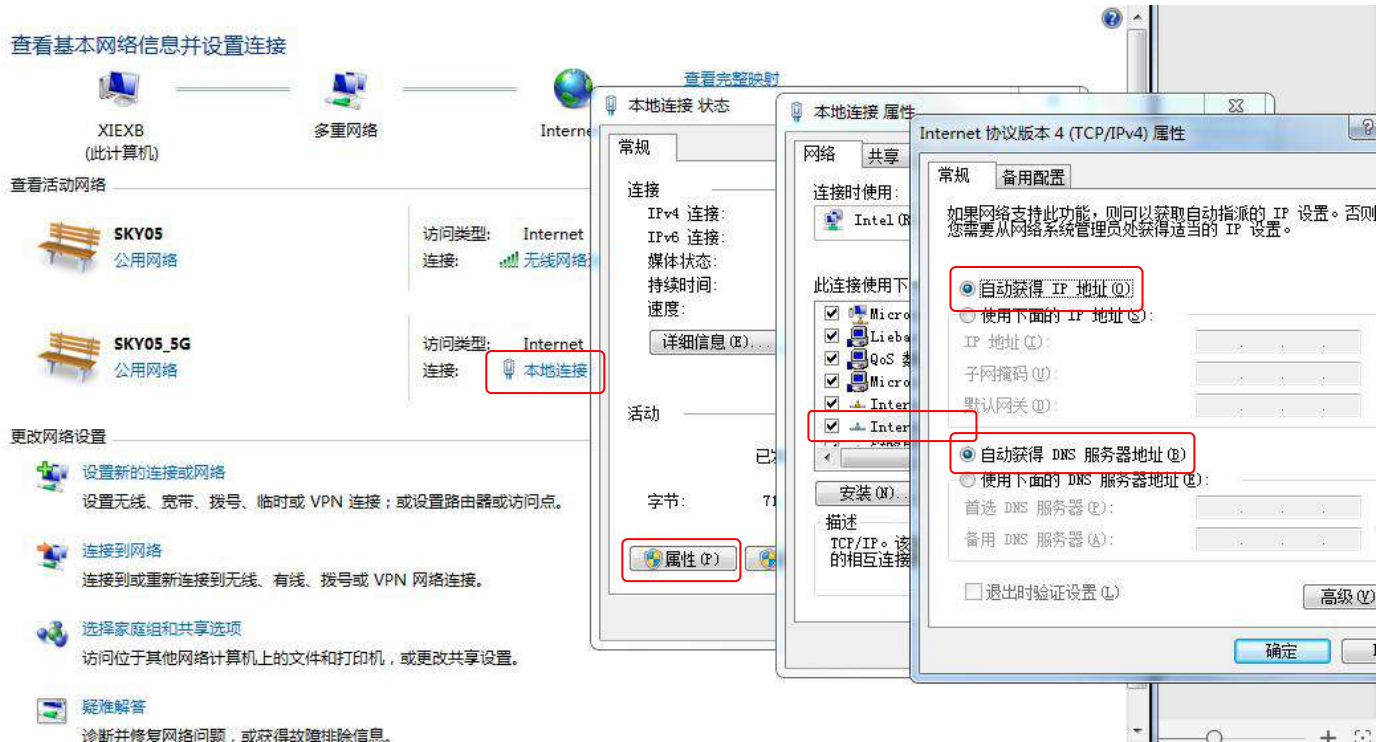 查看基本网络信息并设置连接
查看完整映射
XIEXB
(此计算机)
多重网络
Interne
查看活动网络
SKY05
公用网络
访问类型:
Internet
连接:
无线网络
SKY05_5G
公用网络
访问类型:
Internet
连接:
本地连接
更改网络设置
设置新的连接或网络
设置无线、宽带、拨号、临时或 VPN 连接；或设置路由器或访问点。
连接到网络
连接到或重新连接到无线、有线、拨号或 VPN 网络连接。
选择家庭组和共享选项
访问位于其他网络计算机上的文件和打印机，或更改共享设置。
疑难解答
诊断并修复网络问题，或获得故障排除信息。
本地连接 状态
常规
连接
IPv4 连接:
IPv6 连接:
媒体状态:
持续时间:
速度:
详细信息(E)...
活动
已
字节:
71
属性(P)
本地连接 属性
网络
共享
连接时使用:
Intel(R
此连接使用下
Micro
Lieba
QoS 数
Micro
Inter
Inter
安装(N)..
描述
TCP/IP。该
的相互连接
Internet 协议版本 4 (TCP/IPv4) 属性
常规
备用配置
如果网络支持此功能，则可以获取自动指派的 IP 设置。否则
您需要从网络系统管理员处获得适当的 IP 设置。
自动获得 IP 地址(O)
使用下面的 IP 地址(S):
IP 地址(I):
子网掩码(U):
默认网关(D):
自动获得 DNS 服务器地址(B)
使用下面的 DNS 服务器地址(E):
首选 DNS 服务器(P):
备用 DNS 服务器(A):
退出时验证设置(L)
高级(V)
确定